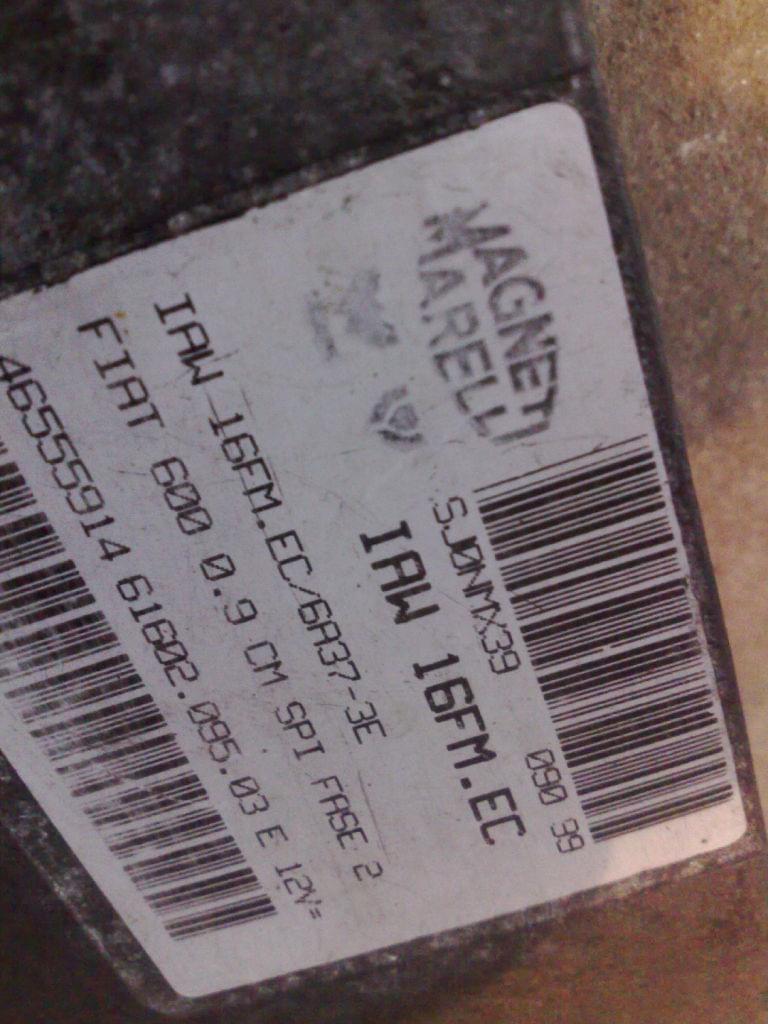 MAGNETI
MARELLI
SJ0NMX39
090 99
IAW 16FM.EC
IAW 16FM.EC/6A37-3E
FIAT 600 0.9 CM SPI FASE 2
46555914 61602.095.03 E 12V=